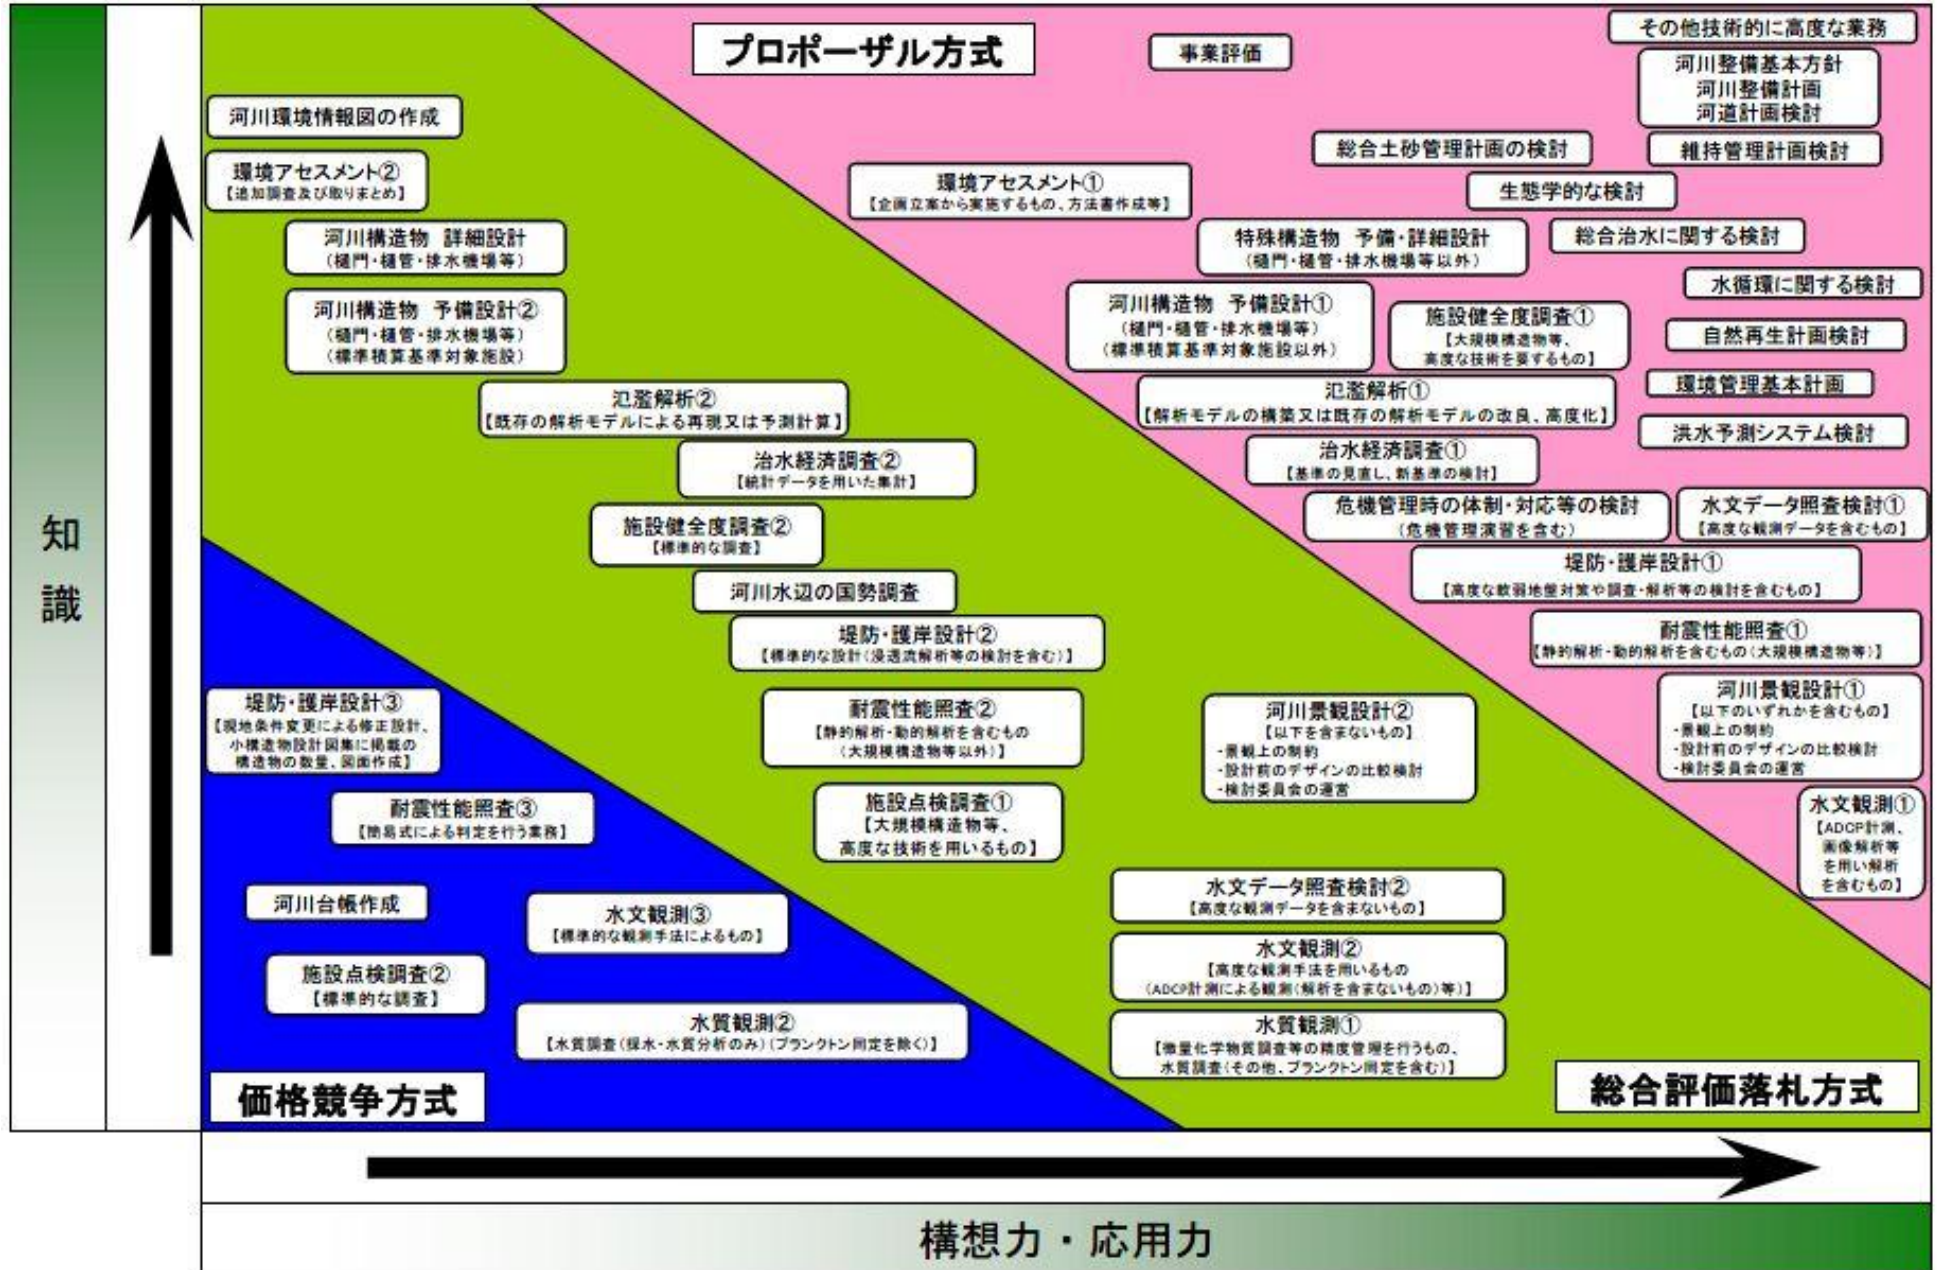 プロポーザル方式
事業評価
その他技術的に高度な業務
河川整備基本方針
河川整備計画
河道計画検討
総合土砂管理計画の検討
維持管理計画検討
環境アセスメント①
【企画立案から実施するもの、方法書作成等】
生態学的な検討
特殊構造物 予備・詳細設計
(樋門・樋管・排水機場等以外)
総合治水に関する検討
水循環に関する検討
河川構造物 予備設計①
(樋門・樋管・排水機場等)
(標準積算基準対象施設以外)
施設健全度調査①
【大規模構造物等、
高度な技術を要するもの】
自然再生計画検討
環境管理基本計画
氾濫解析①
【解析モデルの構築又は既存の解析モデルの改良、高度化】
洪水予測システム検討
治水経済調査①
【基準の見直し、新基準の検討】
危機管理時の体制・対応等の検討
(危機管理演習を含む)
水文データ照査検討①
【高度な観測データを含むもの】
堤防・護岸設計①
【高度な軟弱地盤対策や調査・解析等の検討を含むもの】
耐震性能照査①
【静的解析・動的解析を含むもの(大規模構造物等)】
河川景観設計①
【以下のいずれかを含むもの】
・景観上の制約
・設計前のデザインの比較検討
・検討委員会の運営
水文観測①
【ADCP計測、
画像解析等
を用い解析
を含むもの】
河川環境情報図の作成
環境アセスメント②
【追加調査及び取りまとめ】
河川構造物 詳細設計
(樋門・樋管・排水機場等)
河川構造物 予備設計②
(樋門・樋管・排水機場等)
(標準積算基準対象施設)
氾濫解析②
【既存の解析モデルによる再現又は予測計算】
治水経済調査②
【統計データを用いた集計】
施設健全度調査②
【標準的な調査】
河川水辺の国勢調査
堤防・護岸設計②
【標準的な設計(浸透流解析等の検討を含む)】
耐震性能照査②
【静的解析・動的解析を含むもの
(大規模構造物等以外)】
河川景観設計②
【以下を含まないもの】
・景観上の制約
・設計前のデザインの比較検討
・検討委員会の運営
施設点検調査①
【大規模構造物等、
高度な技術を用いるもの】
水文データ照査検討②
【高度な観測データを含まないもの】
水文観測②
【高度な観測手法を用いるもの
(ADCP計測による観測(解析を含まないもの)等)】
水質観測①
【微量化学物質調査等の精度管理を行うもの、
水質調査(その他、プランクトン同定を含む)】
総合評価落札方式
堤防・護岸設計③
【現地条件変更による修正設計、
小構造物設計図集に掲載の
構造物の数量、図面作成】
耐震性能照査③
【簡易式による判定を行う業務】
河川台帳作成
水文観測③
【標準的な観測手法によるもの】
施設点検調査②
【標準的な調査】
水質観測②
【水質調査(採水・水質分析のみ)(プランクトン同定を除く)】
価格競争方式
知
識
構想力・応用力